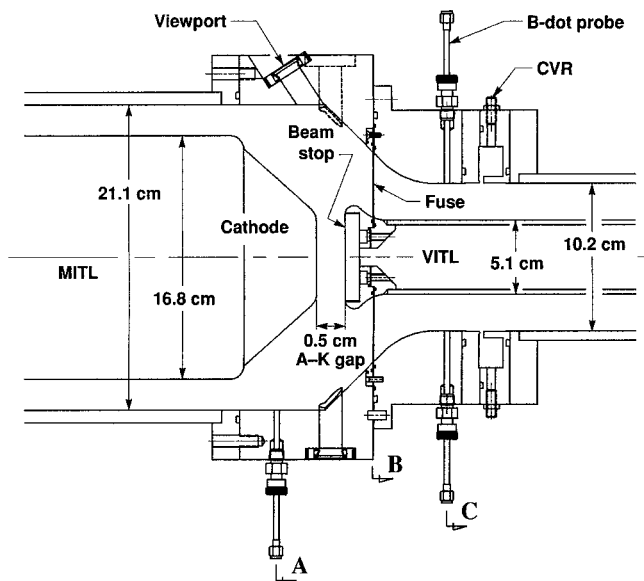 Viewport
B-dot probe
CVR
Beam
stop
21.1 cm
Fuse
Cathode
10.2 cm
MITL
VITL
5.1 cm
16.8 cm
0.5 cm
A–K gap
B
C
A